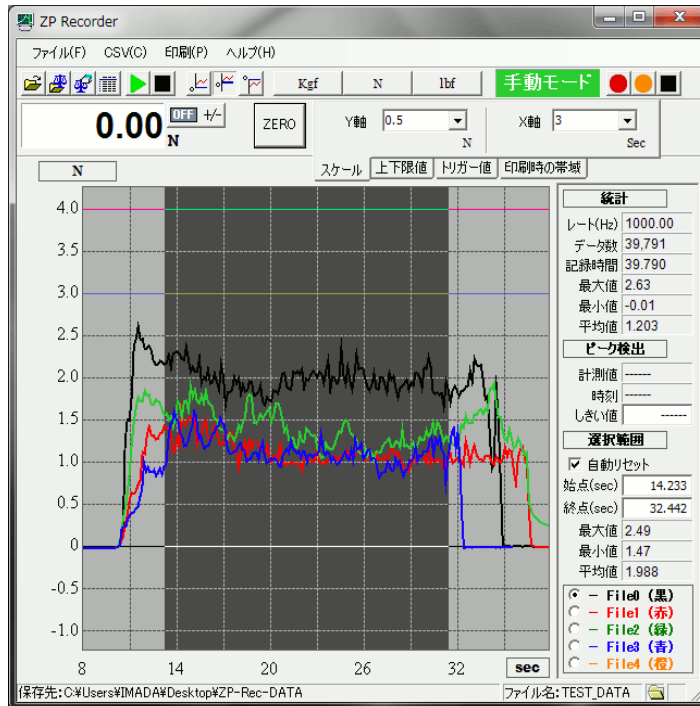 ZP Recorder
ファイル(F) CSV(C) 印刷(P) ヘルプ(H)
Kgf N lbf 手動モード
0.00 OFF +/- N ZERO
Y軸 0.5 N X軸 3 Sec
スケール 上下限値 トリガー値 印刷時の帯域
N
4.0
3.5
3.0
2.5
2.0
1.5
1.0
0.5
0
-0.5
-1.0
8 14 20 26 32 sec
統計
レート(Hz) 1000.00
データ数 39,791
記録時間 39.790
最大値 2.63
最小値 -0.01
平均値 1.203
ピーク検出
計測値 ------
時刻 ------
しきい値 ------
選択範囲
自動リセット
始点(sec) 14.233
終点(sec) 32.442
最大値 2.49
最小値 1.47
平均値 1.988
− File0 (黒)
− File1 (赤)
− File2 (緑)
− File3 (青)
− File4 (橙)
保存先:C:¥Users¥IMADA¥Desktop¥ZP-Rec-DATA ファイル名:TEST_DATA